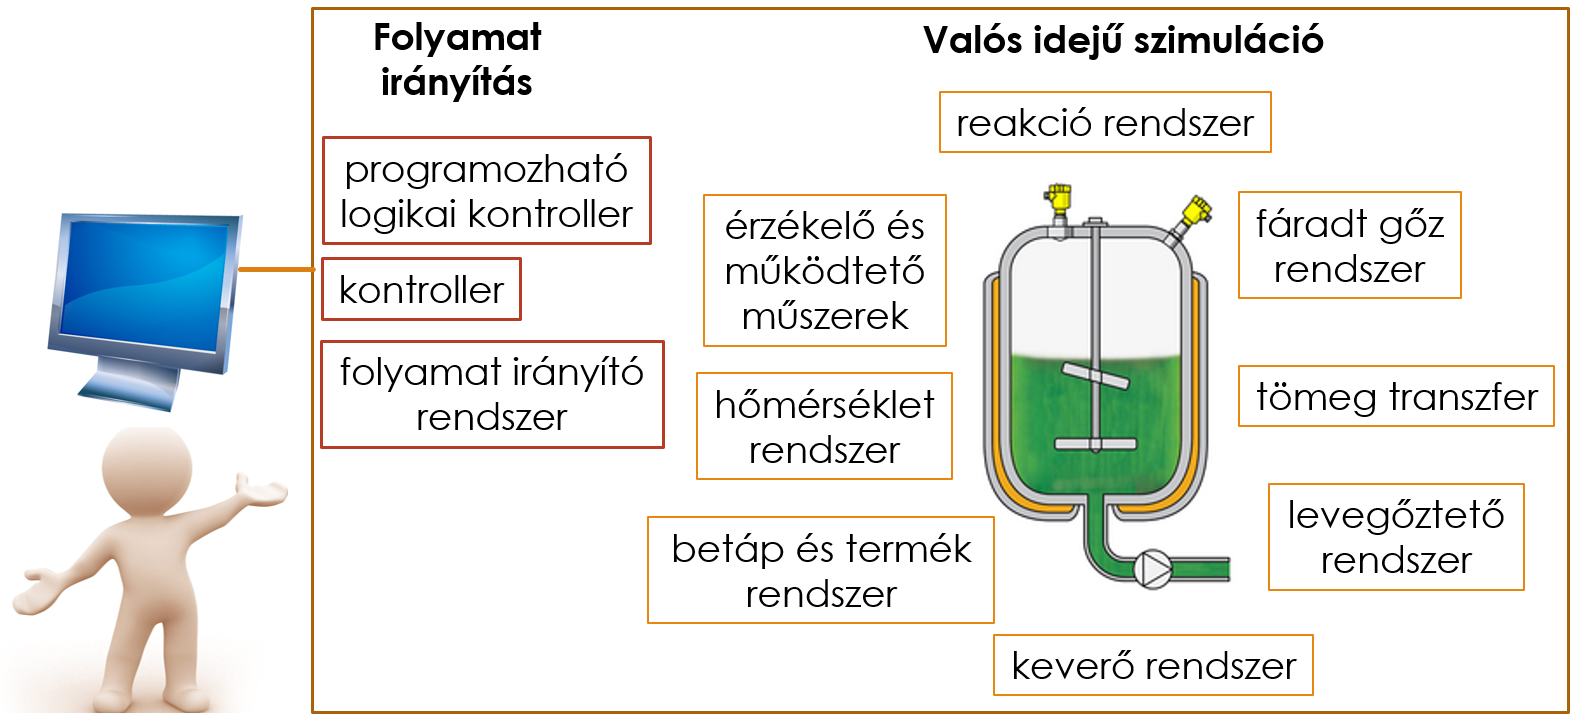 Folyamat
irányítás
programozható
logikai kontroller
kontroller
folyamat irányító
rendszer
Valós idejű szimuláció
reakció rendszer
érzékelő és
működtető
műszerek
fáradt gőz
rendszer
hőmérséklet
rendszer
tömeg transzfer
betáp és termék
rendszer
levegőztető
rendszer
keverő rendszer